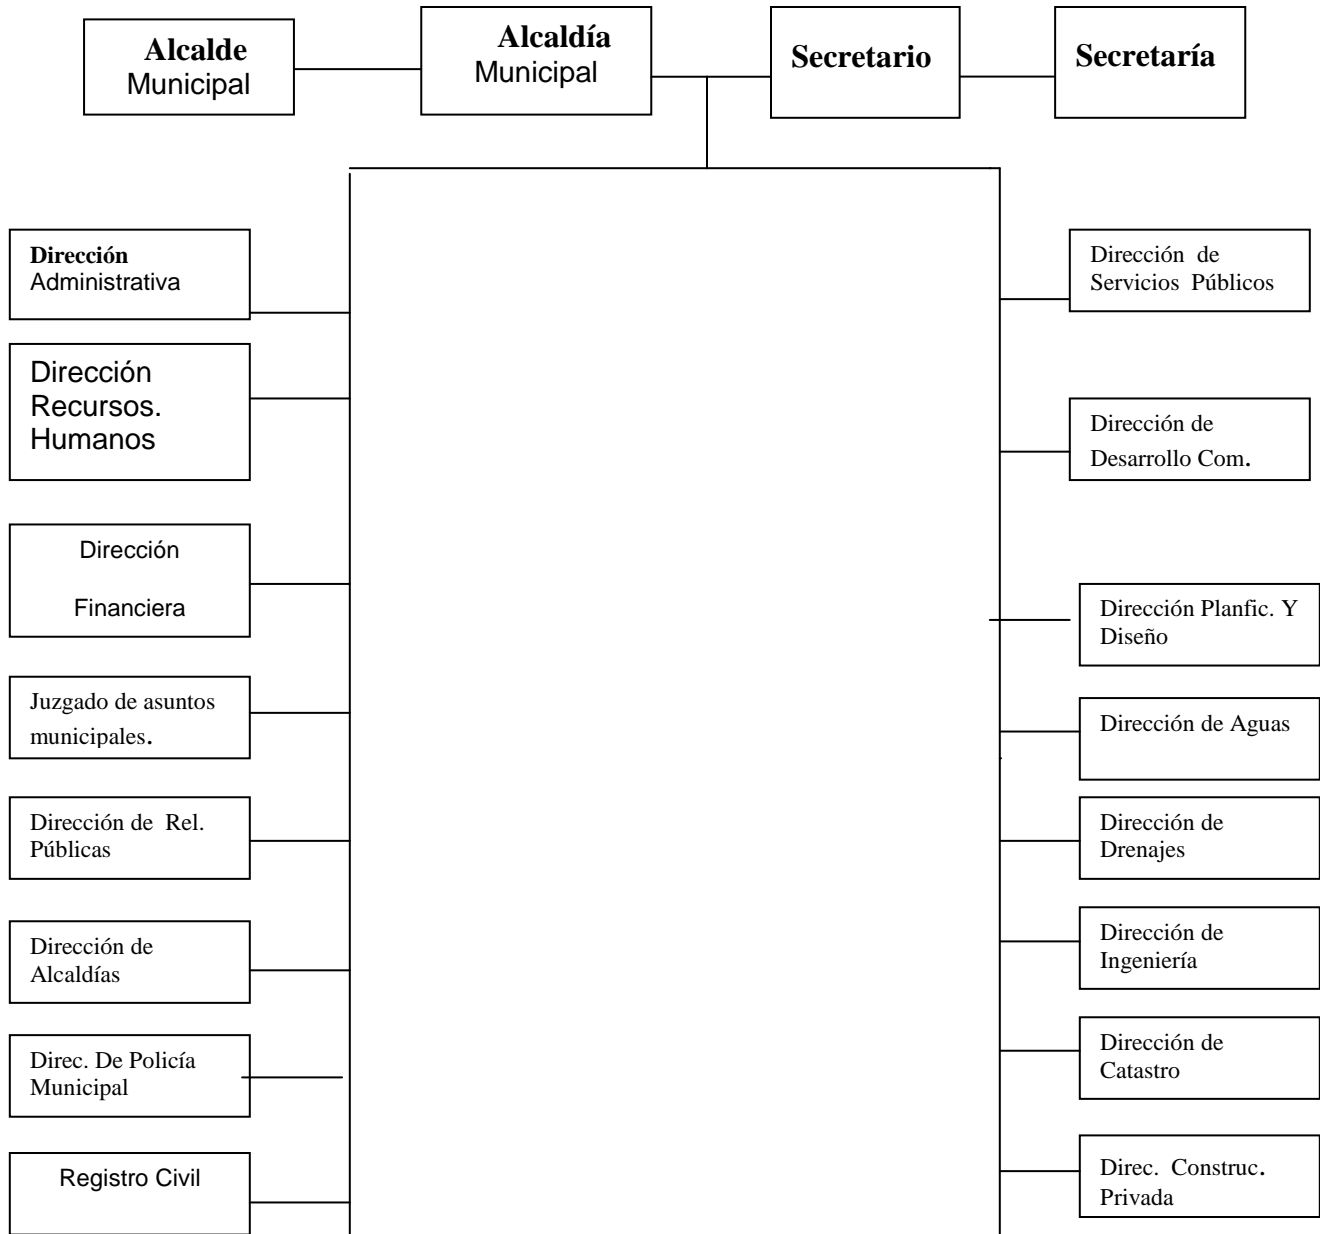 Alcalde
Municipal
Alcaldía
Municipal
Secretario
Secretaría
Dirección
Administrativa
Dirección
Recursos.
Humanos
Dirección
Financiera
Juzgado de asuntos
municipales.
Dirección de Rel.
Públicas
Dirección de
Alcaldías
Direc. De Policía
Municipal
Registro Civil
Dirección de
Servicios Públicos
Dirección de
Desarrollo Com.
Dirección Planfic. Y
Diseño
Dirección de Aguas
Dirección de
Drenajes
Dirección de
Ingeniería
Dirección de
Catastro
Direc. Construc.
Privada